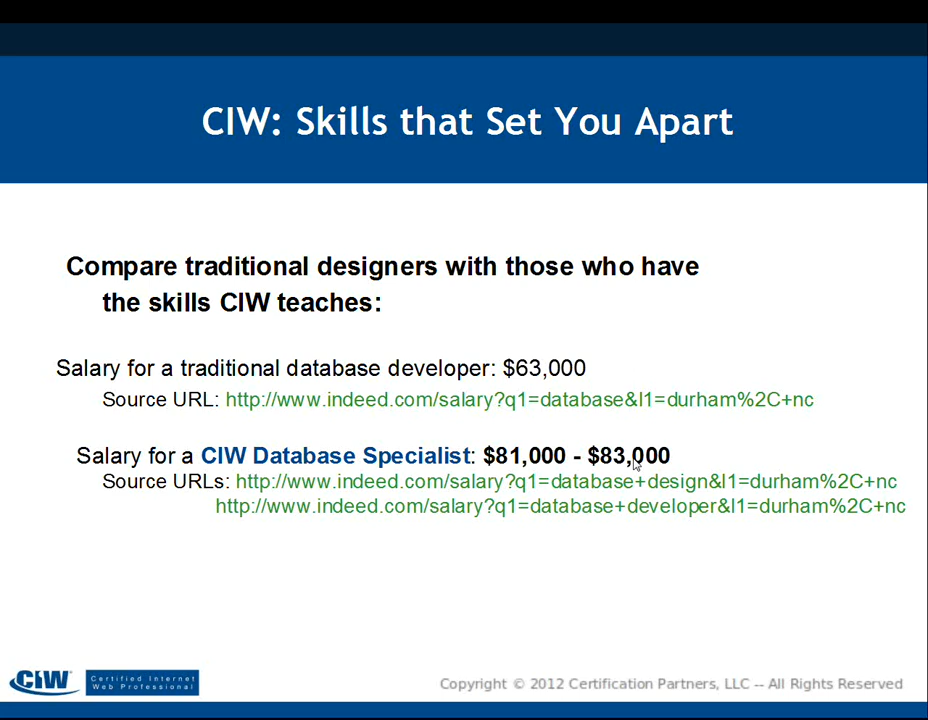 CIW: Skills that Set You Apart
Compare traditional designers with those who have
the skills CIW teaches:
Salary for a traditional database developer: $63,000
Source URL: http://www.indeed.com/salary?q1=database&l1=durham%2C+nc
Salary for a CIW Database Specialist: $81,000 - $83,000
Source URLs: http://www.indeed.com/salary?q1=database+design&l1=durham%2C+nc
http://www.indeed.com/salary?q1=database+developer&l1=durham%2C+nc
CIW
Certified Internet
Web Professional
Copyright © 2012 Certification Partners, LLC -- All Rights Reserved